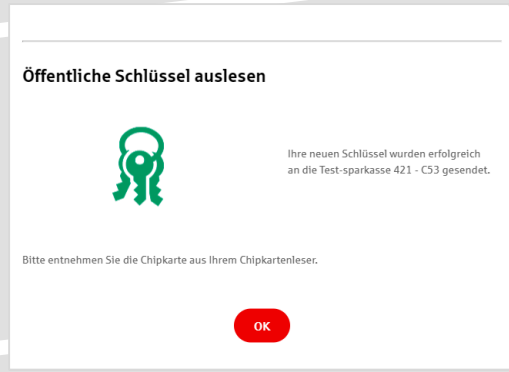 Öffentliche Schlüssel auslesen
Ihre neuen Schlüssel wurden erfolgreich
an die Test-sparkasse 421 - C53 gesendet.
Bitte entnehmen Sie die Chipkarte aus Ihrem Chipkartenleser.
OK